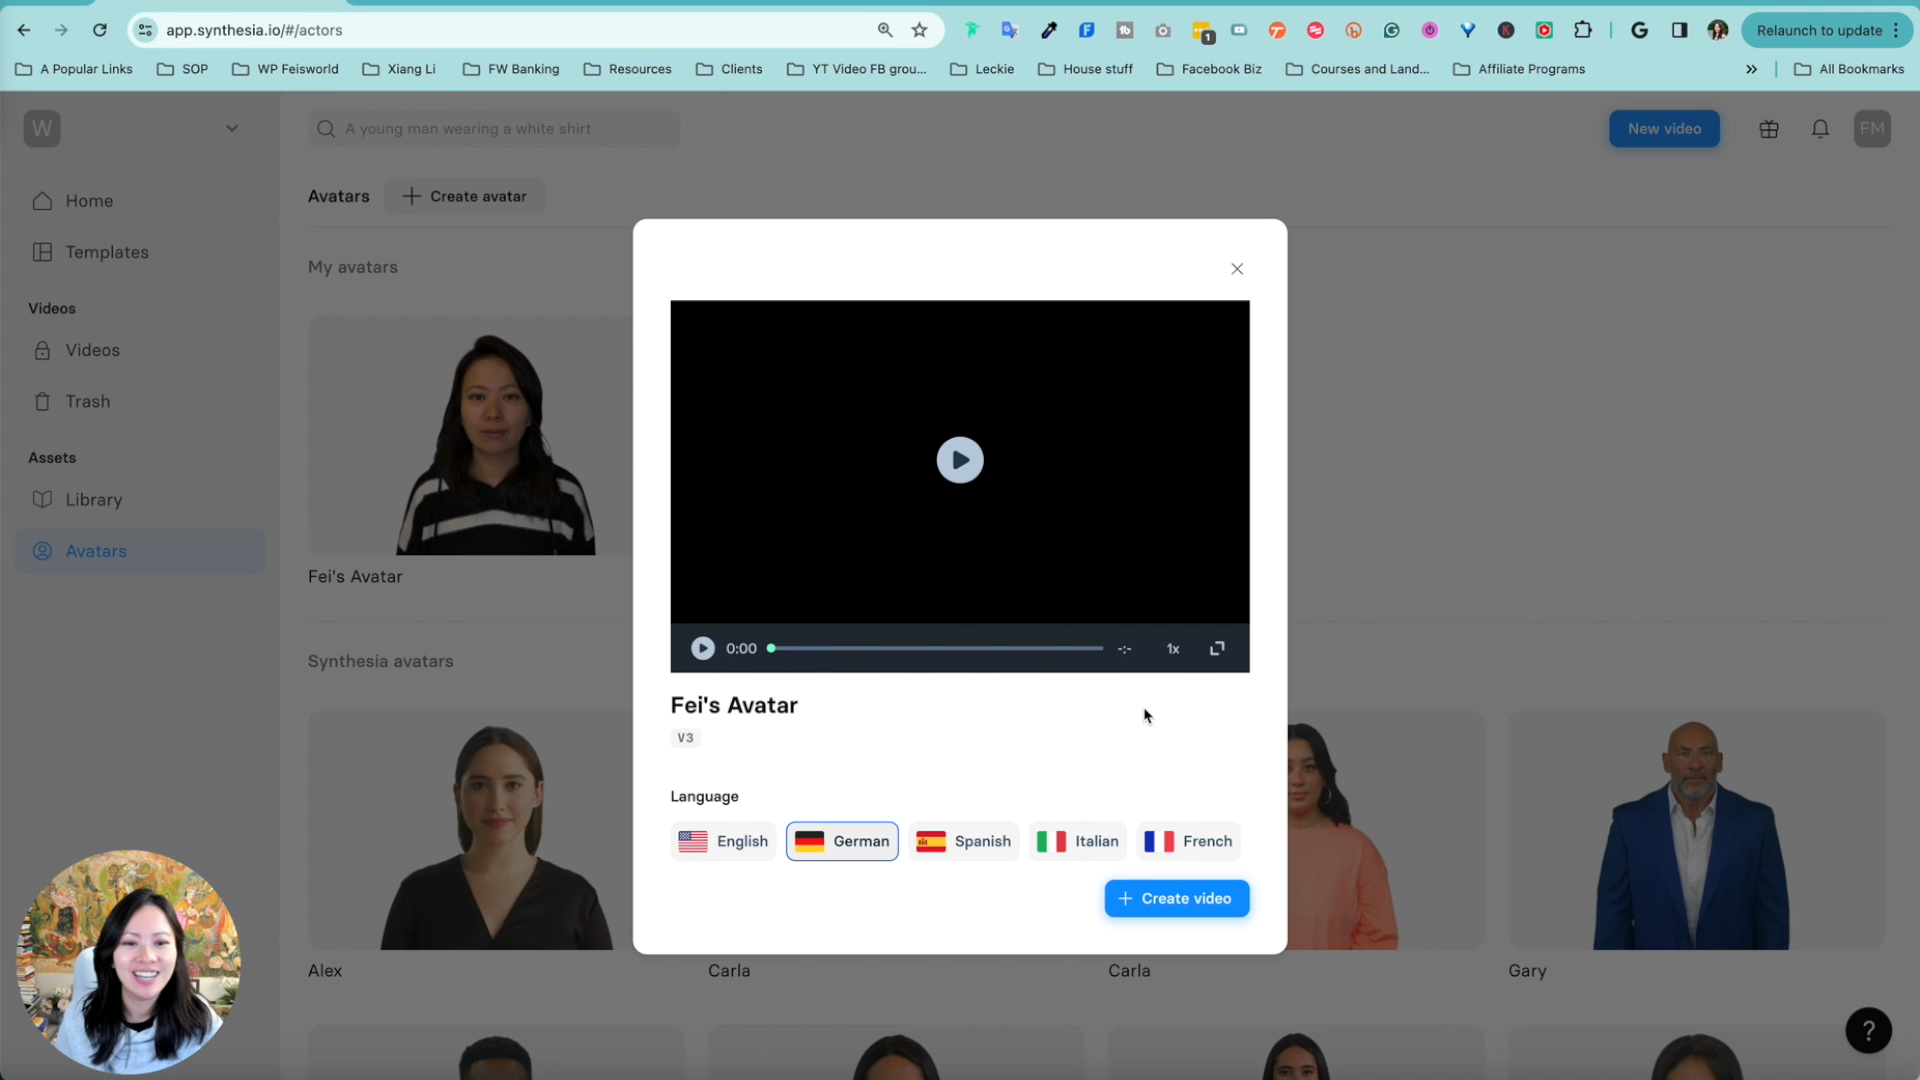 app.synthesia.io/#/actors
1
Relaunch to update
A Popular Links
SOP
WP Feisworld
Xiang Li
FW Banking
Resources
Clients
YT Video FB grou...
Leckie
House stuff
Facebook Biz
Courses and Land...
Affiliate Programs
All Bookmarks
W
A young man wearing a white shirt
New video
FM
Home
Templates
Videos
Videos
Trash
Assets
Library
Avatars
Avatars
Create avatar
My avatars
Fei's Avatar
Synthesia avatars
Alex
Carla
Carla
Gary
0:00
-:-
1x
Fei's Avatar
V3
Language
English
German
Spanish
Italian
French
Create video
?